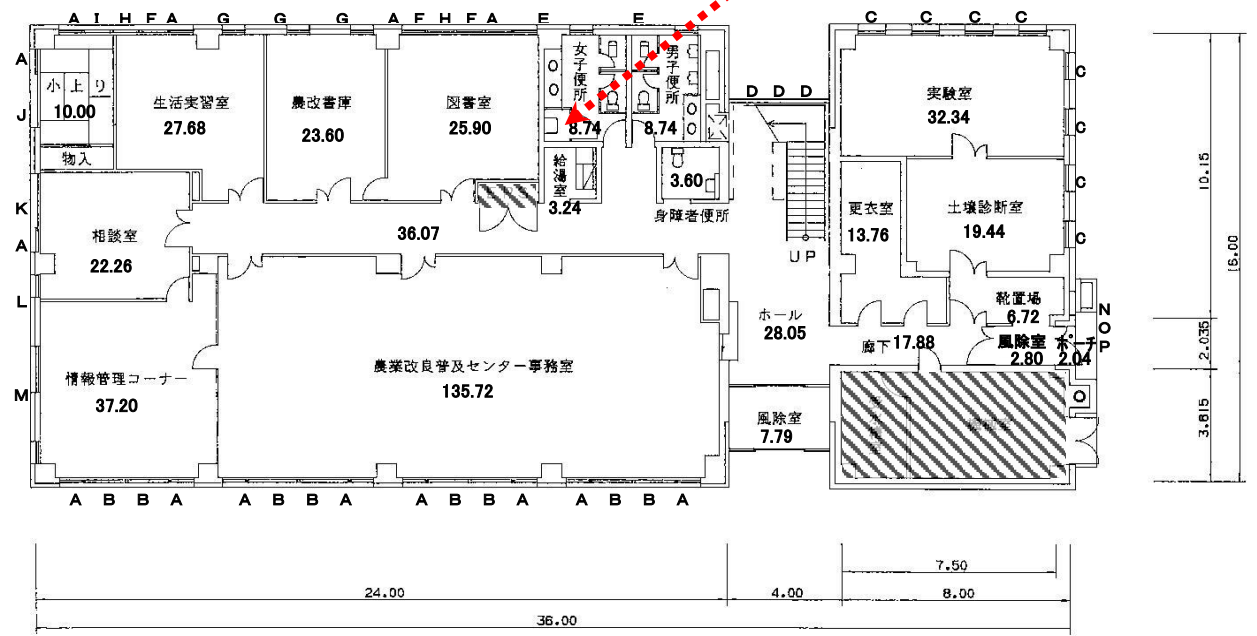 A I H F A G G G A F H F A E E
C C C C
A
J
K
A
L
M
小上り
10.00
物入
生活実習室
27.68
農改書庫
23.60
図書室
25.90
女子便所
8.74
男子便所
8.74
給湯室
3.24
3.60
身障者便所
D D D
UP
実験室
32.34
C
C
C
C
更衣室
13.76
土壌診断室
19.44
相談室
22.26
36.07
靴置場
6.72
ホール
28.05
廊下 17.88
風除室
2.80
ポーチ
2.04
N
O
P
情報管理コーナー
37.20
農業改良普及センター事務室
135.72
風除室
7.79
O
A B B A A B B A A B B A A B B A
10.15
2.035
3.815
16.00
7.50
24.00
4.00
8.00
36.00